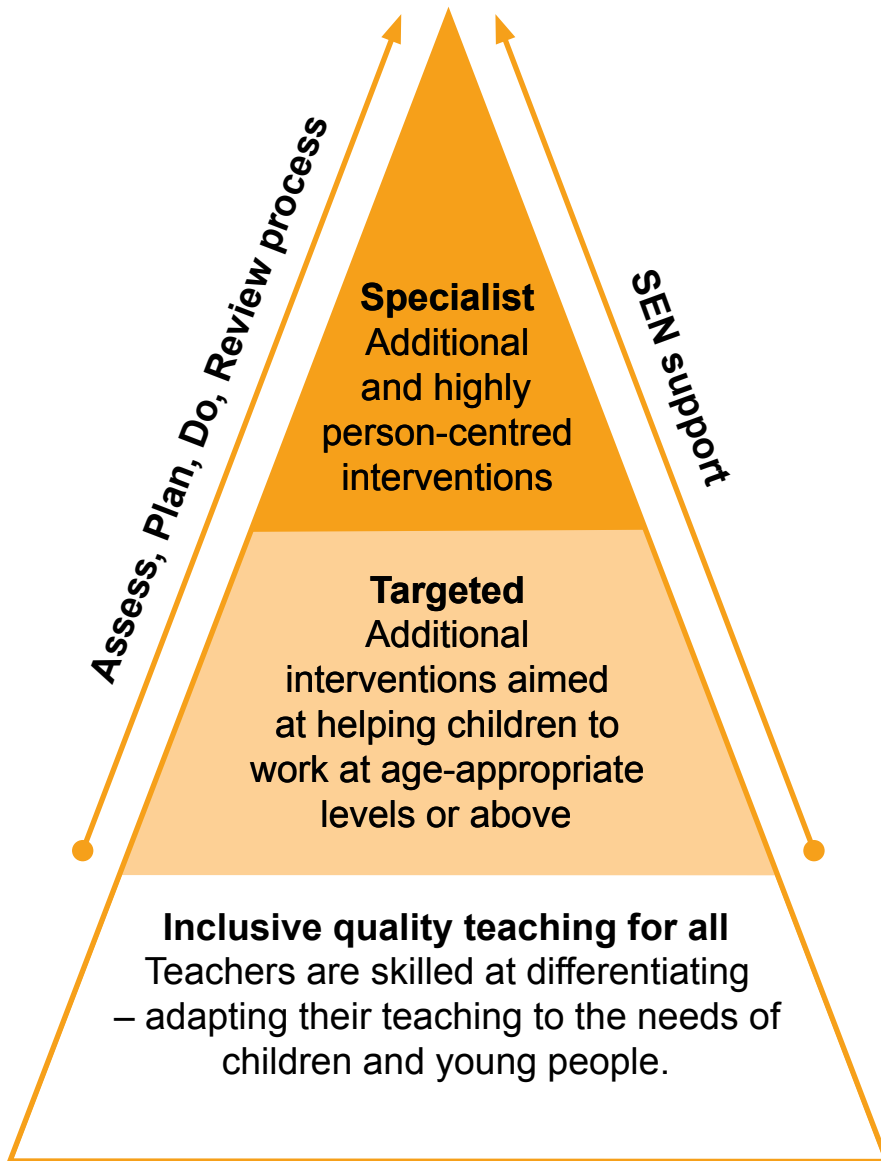 Assess, Plan, Do, Review process
SEN support
Specialist
Additional
and highly
person-centred
interventions
Targeted
Additional
interventions aimed
at helping children to
work at age-appropriate
levels or above
Inclusive quality teaching for all
Teachers are skilled at differentiating
– adapting their teaching to the needs of
children and young people.